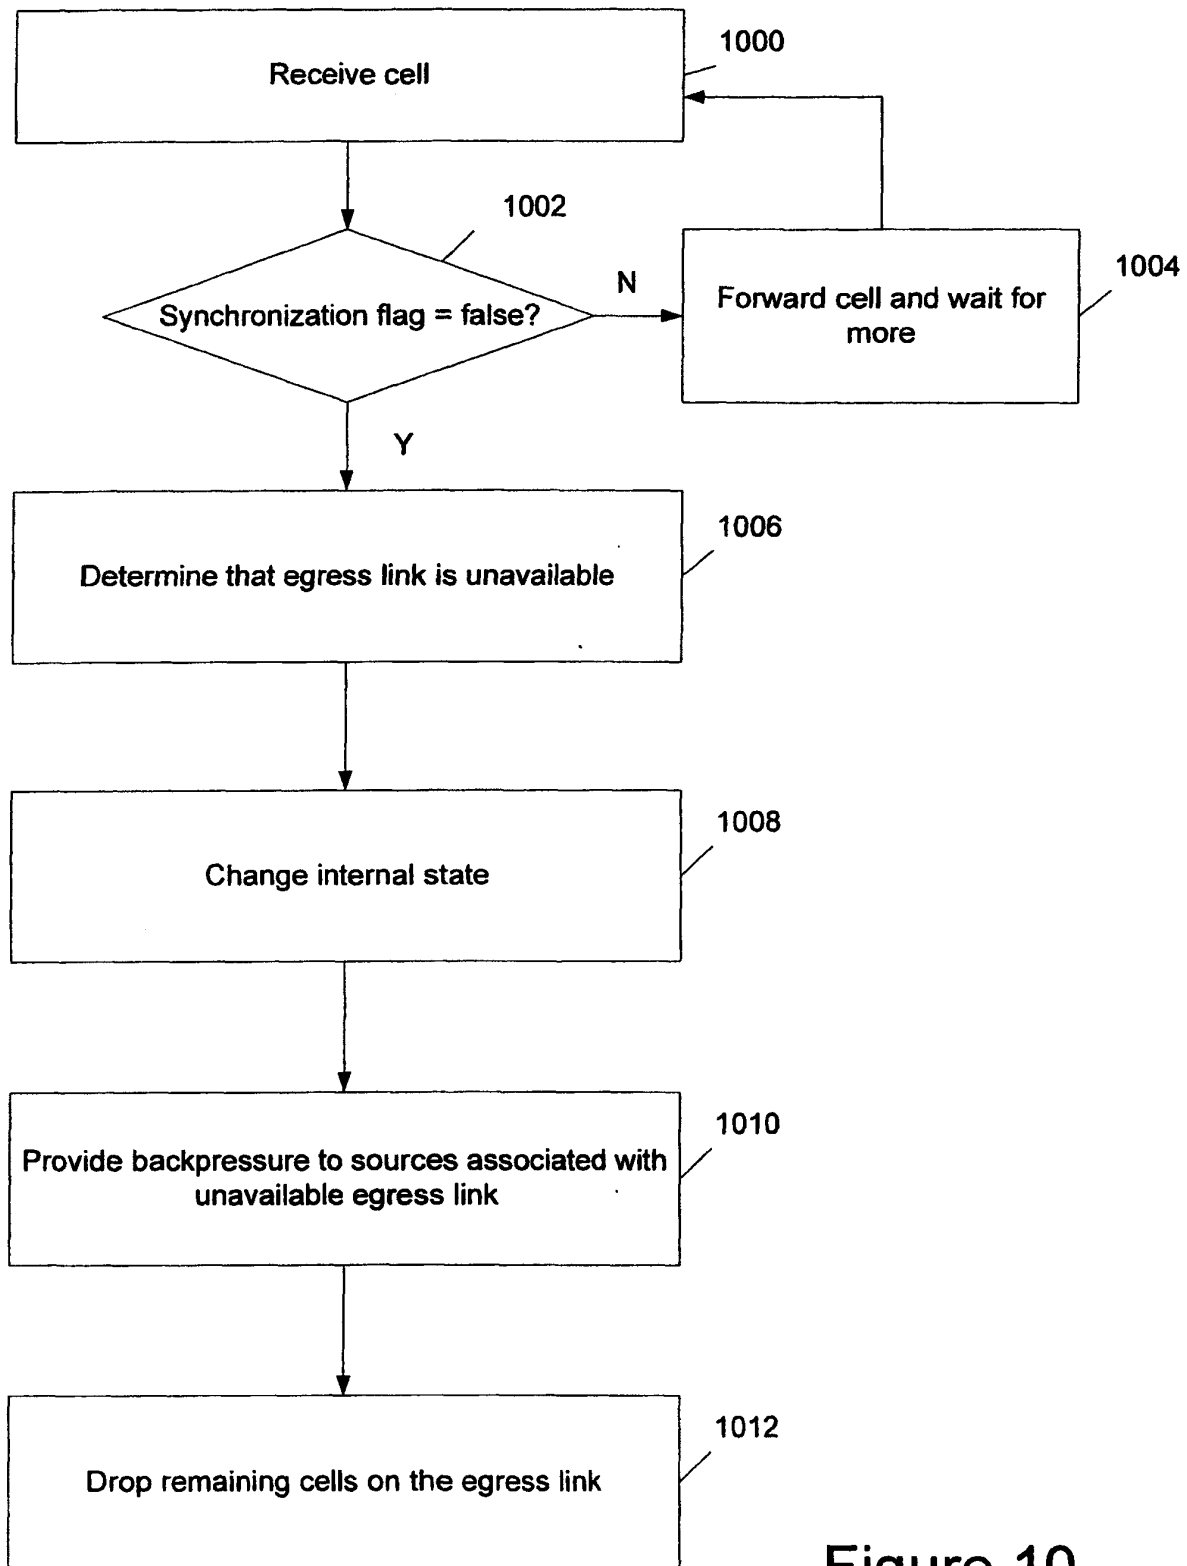 Receive cell
1000
1002
Synchronization flag = false?
N
Forward cell and wait for
more
1004
Y
1006
Determine that egress link is unavailable
1008
Change internal state
1010
Provide backpressure to sources associated with
unavailable egress link
1012
Drop remaining cells on the egress link
Figure 10